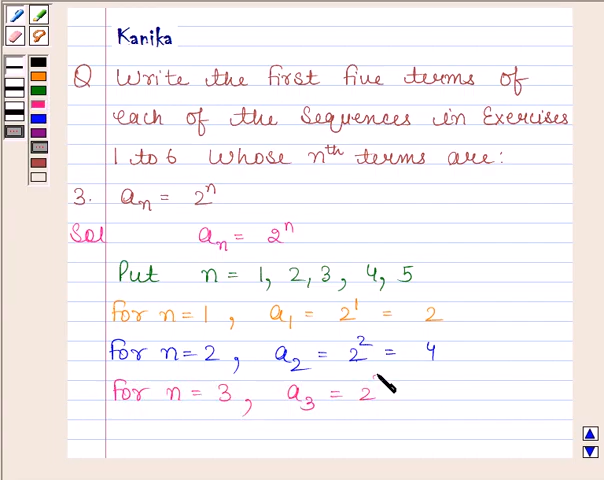 Kanika
Q Write the first five terms of
each of the Sequences in Exercises
1 to 6 Whose nᵗʰ terms are:
3. aₙ = 2ⁿ
Sol aₙ = 2ⁿ
Put n = 1, 2, 3, 4, 5
For n = 1, a₁ = 2¹ = 2
For n = 2, a₂ = 2² = 4
For n = 3, a₃ = 2